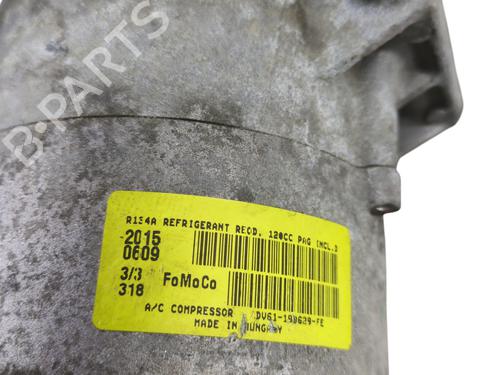 B-PARTS
R134A REFRIGERANT REQD. 120CC PAG (INCL.)
-2015
0609
3/3
318
FoMoCo
A/C COMPRESSOR DV61-19D629-FE
MADE IN HUNGARY